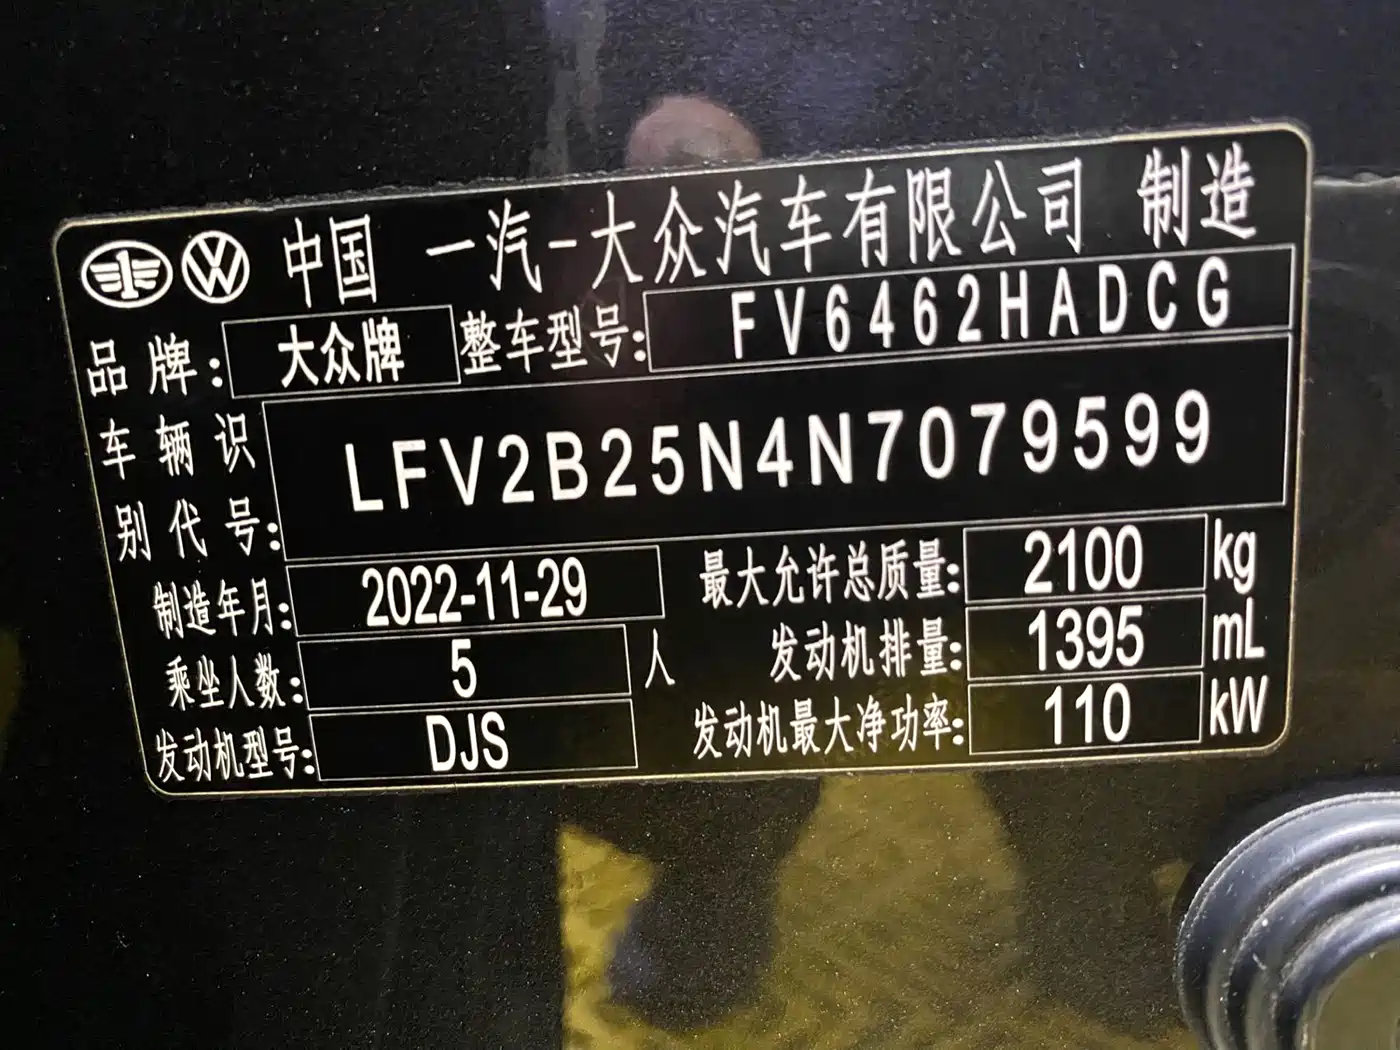 中国 一汽-大众汽车有限公司 制造
品牌: 大众牌 整车型号: FV6462HADCG
车辆识别代号: LFV2B25N4N7079599
制造年月: 2022-11-29 最大允许总质量: 2100 kg
乘坐人数: 5 人 发动机排量: 1395 mL
发动机型号: DJS 发动机最大净功率: 110 kW